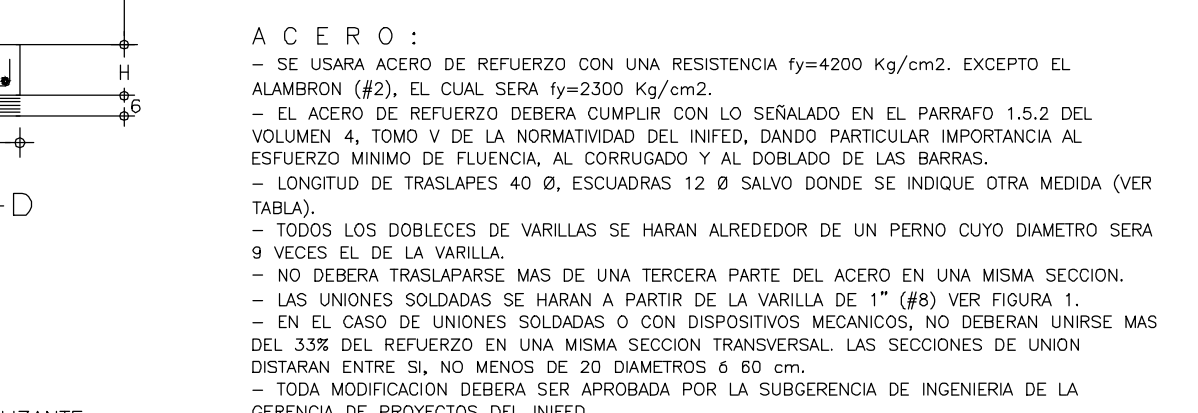 A C E R O :
– SE USARA ACERO DE REFUERZO CON UNA RESISTENCIA fy=4200 Kg/cm2. EXCEPTO EL
ALAMBRON (#2), EL CUAL SERA fy=2300 Kg/cm2.
– EL ACERO DE REFUERZO DEBERA CUMPLIR CON LO SEÑALADO EN EL PARRAFO 1.5.2 DEL
VOLUMEN 4, TOMO V DE LA NORMATIVIDAD DEL INIFED, DANDO PARTICULAR IMPORTANCIA AL
ESFUERZO MINIMO DE FLUENCIA, AL CORRUGADO Y AL DOBLADO DE LAS BARRAS.
– LONGITUD DE TRASLAPES 40 Ø, ESCUADRAS 12 Ø SALVO DONDE SE INDIQUE OTRA MEDIDA (VER
TABLA).
– TODOS LOS DOBLECES DE VARILLAS SE HARAN ALREDEDOR DE UN PERNO CUYO DIAMETRO SERA
9 VECES EL DE LA VARILLA.
– NO DEBERA TRASLAPARSE MAS DE UNA TERCERA PARTE DEL ACERO EN UNA MISMA SECCION.
– LAS UNIONES SOLDADAS SE HARAN A PARTIR DE LA VARILLA DE 1" (#8) VER FIGURA 1.
– EN EL CASO DE UNIONES SOLDADAS O CON DISPOSITIVOS MECANICOS, NO DEBERAN UNIRSE MAS
DEL 33% DEL REFUERZO EN UNA MISMA SECCION TRANSVERSAL. LAS SECCIONES DE UNION
DISTARAN ENTRE SI, NO MENOS DE 20 DIAMETROS ó 60 cm.
– TODA MODIFICACION DEBERA SER APROBADA POR LA SUBGERENCIA DE INGENIERIA DE LA
GERENCIA DE PROYECTOS DEL INIFED
H
6
–D